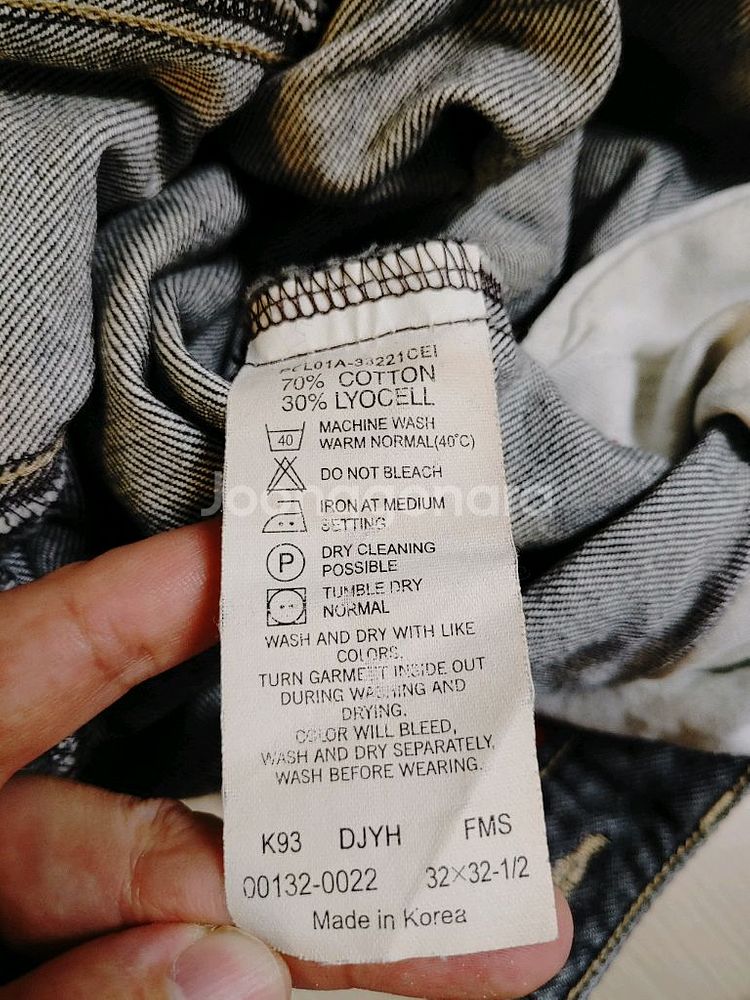 70% COTTON
30% LYOCELL
40
MACHINE WASH
WARM NORMAL(40°C)
DO NOT BLEACH
IRON AT MEDIUM
SETTING
P
DRY CLEANING
POSSIBLE
TUMBLE DRY
NORMAL
WASH AND DRY WITH LIKE
COLORS.
TURN GARMENT INSIDE OUT
DURING WASHING AND
DRYING.
COLOR WILL BLEED,
WASH AND DRY SEPARATELY,
WASH BEFORE WEARING.
K93 DJYH FMS
00132-0022 32×32-1/2
Made in Korea